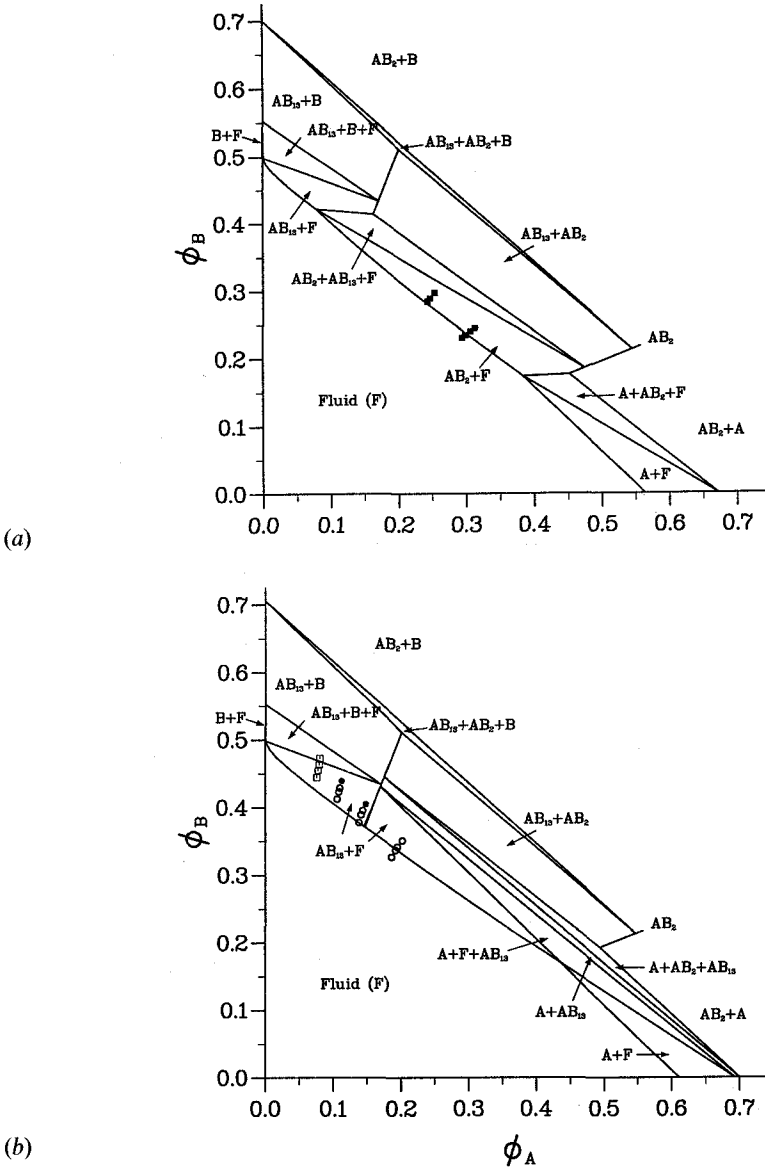 0.7
AB₂+B
0.6
AB₁₃+B
AB₁₃+B+F
B+F
AB₁₃+AB₂+B
0.5
0.4
AB₁₃+F
AB₁₃+AB₂
ϕB
AB₂+AB₁₃+F
0.3
AB₂
0.2
AB₂+F
A+AB₂+F
Fluid (F)
0.1
AB₂+A
A+F
0.0
0.0 0.1 0.2 0.3 0.4 0.5 0.6 0.7
(a)
0.7
AB₂+B
0.6
AB₁₃+B
AB₁₃+B+F
B+F
AB₁₃+AB₂+B
0.5
0.4
ϕB
AB₁₃+F
AB₁₃+AB₂
0.3
AB₂
0.2
A+F+AB₁₃
A+AB₂+AB₁₃
Fluid (F)
A+AB₁₃
0.1
AB₂+A
A+F
0.0
0.0 0.1 0.2 0.3 0.4 0.5 0.6 0.7
(b)
ϕA